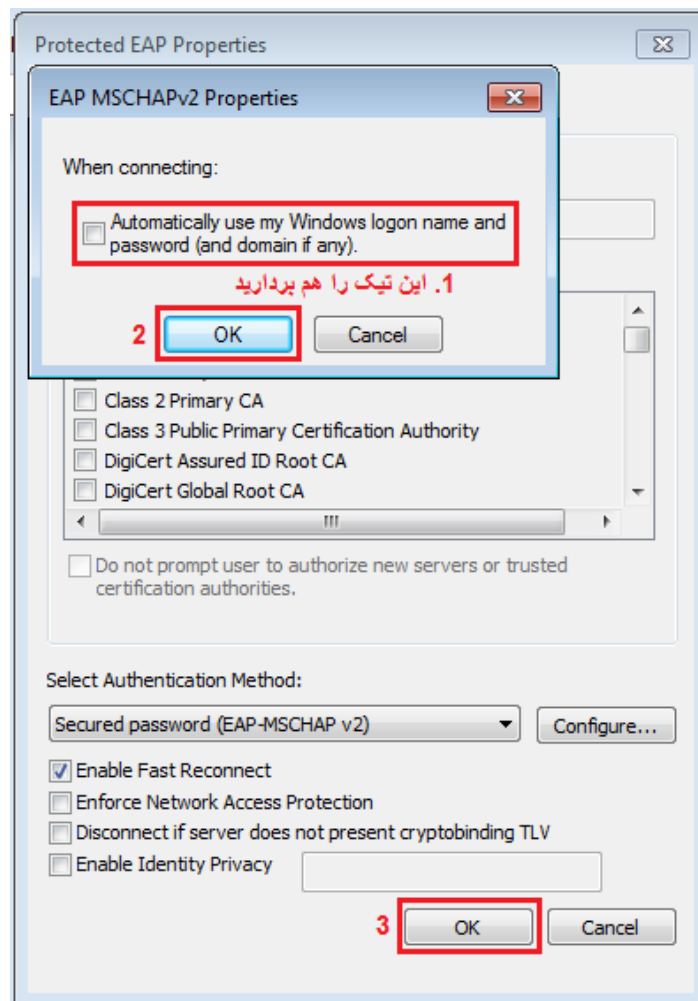 Protected EAP Properties
EAP MSCHAPv2 Properties
When connecting:
Automatically use my Windows logon name and
password (and domain if any).
1. این تیک را هم بردارید
2
OK
Cancel
Class 2 Primary CA
Class 3 Public Primary Certification Authority
DigiCert Assured ID Root CA
DigiCert Global Root CA
Do not prompt user to authorize new servers or trusted
certification authorities.
Select Authentication Method:
Secured password (EAP-MSCHAP v2)
Configure...
Enable Fast Reconnect
Enforce Network Access Protection
Disconnect if server does not present cryptobinding TLV
Enable Identity Privacy
3
OK
Cancel